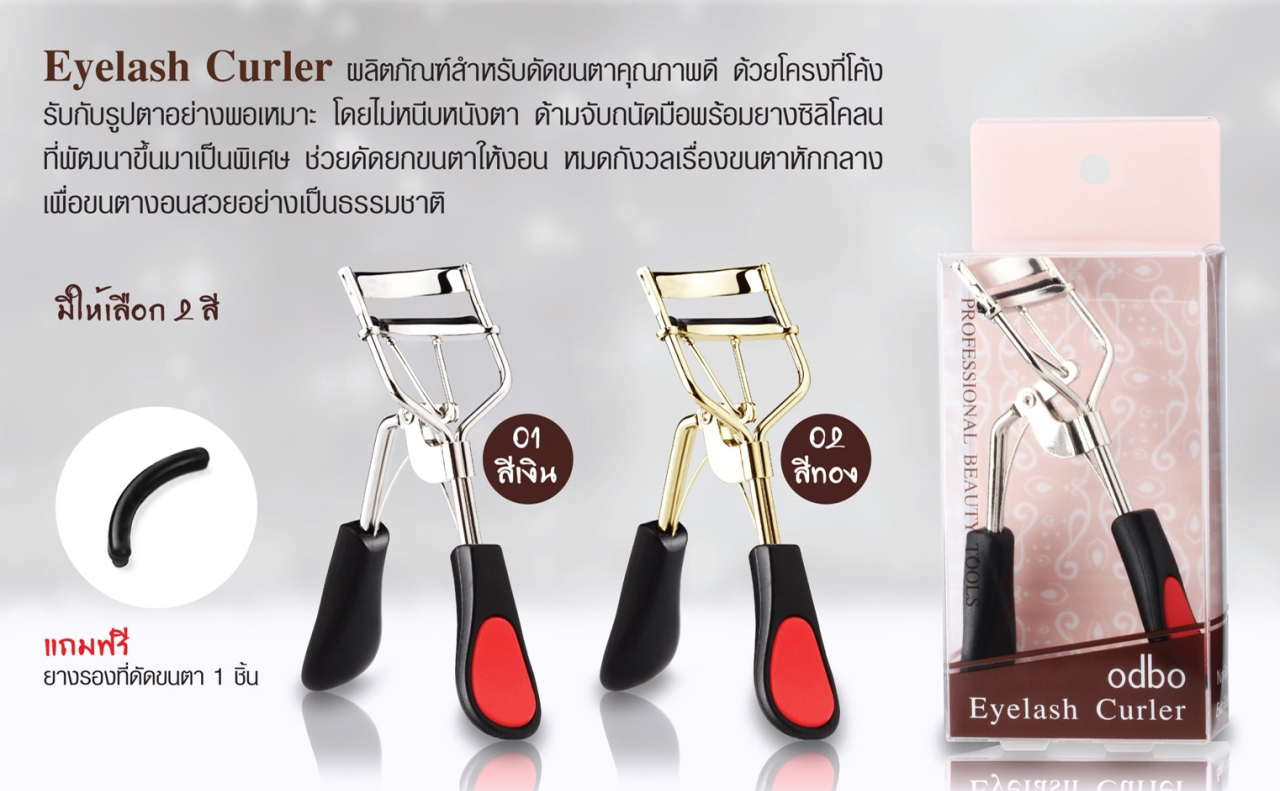 Eyelash Curler ผลิตภัณฑ์สำหรับดัดขนตาคุณภาพดี ด้วยโครงที่โค้ง
รับกับรูปตาอย่างพอเหมาะ โดยไม่หนีบหนังตา ด้ามจับถนัดมือพร้อมยางซิลิโคลน
ที่พัฒนาขึ้นมาเป็นพิเศษ ช่วยดัดยกขนตาให้งอน หมดกังวลเรื่องขนตาหักกลาง
เพื่อขนตางอนสวยอย่างเป็นธรรมชาติ
มีให้เลือก 2 สี
01
สีเงิน
02
สีทอง
แถมฟรี
ยางรองที่ดัดขนตา 1 ชิ้น
PROFESSIONAL BEAUTY TOOLS
odbo
Eyelash Curler